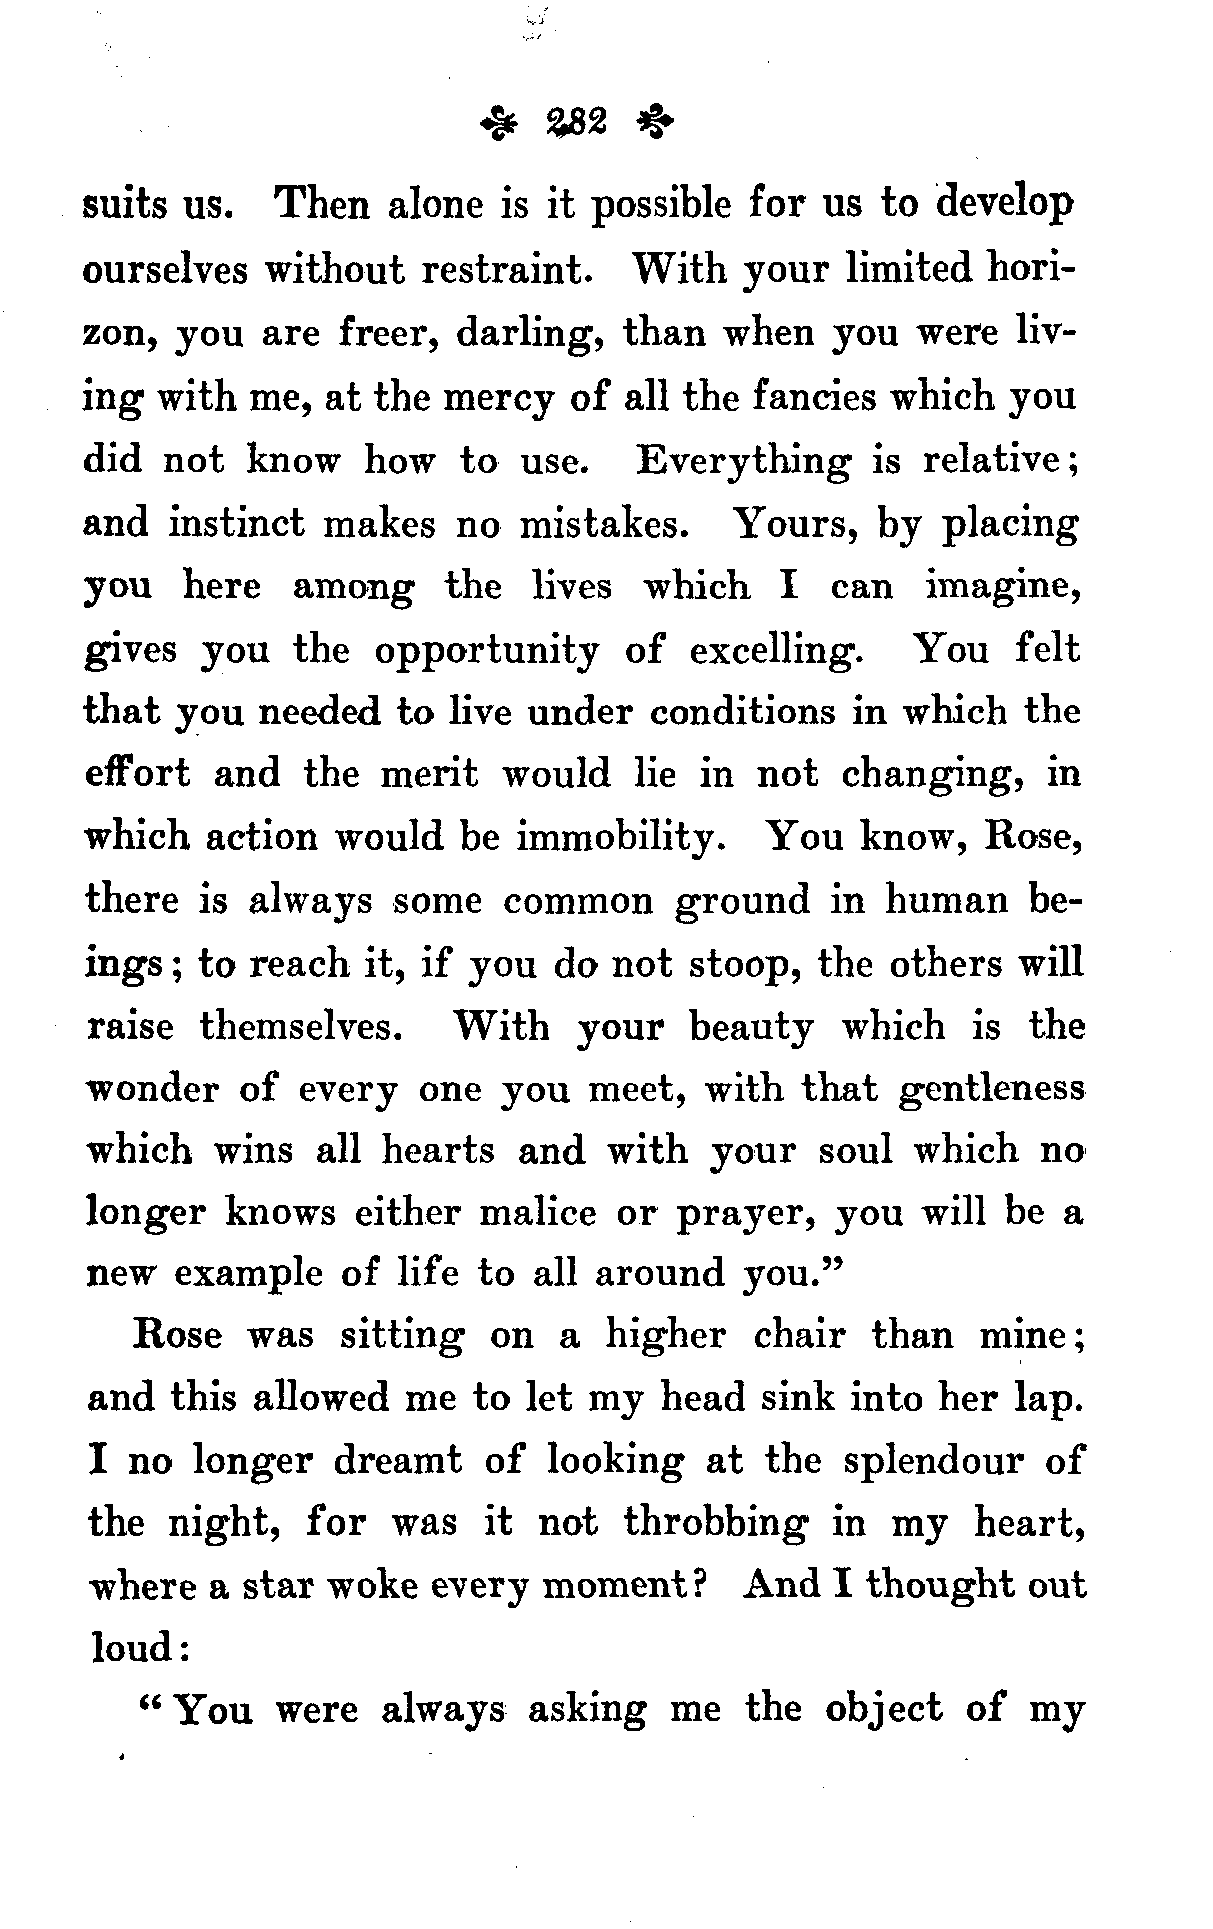 282
suits us. Then alone is it possible for us to develop
ourselves without restraint. With your limited hori-
zon, you are freer, darling, than when you were liv-
ing with me, at the mercy of all the fancies which you
did not know how to use. Everything is relative;
and instinct makes no mistakes. Yours, by placing
you here among the lives which I can imagine,
gives you the opportunity of excelling. You felt
that you needed to live under conditions in which the
effort and the merit would lie in not changing, in
which action would be immobility. You know, Rose,
there is always some common ground in human be-
ings; to reach it, if you do not stoop, the others will
raise themselves. With your beauty which is the
wonder of every one you meet, with that gentleness
which wins all hearts and with your soul which no
longer knows either malice or prayer, you will be a
new example of life to all around you."
Rose was sitting on a higher chair than mine;
and this allowed me to let my head sink into her lap.
I no longer dreamt of looking at the splendour of
the night, for was it not throbbing in my heart,
where a star woke every moment? And I thought out
loud:
"You were always asking me the object of my